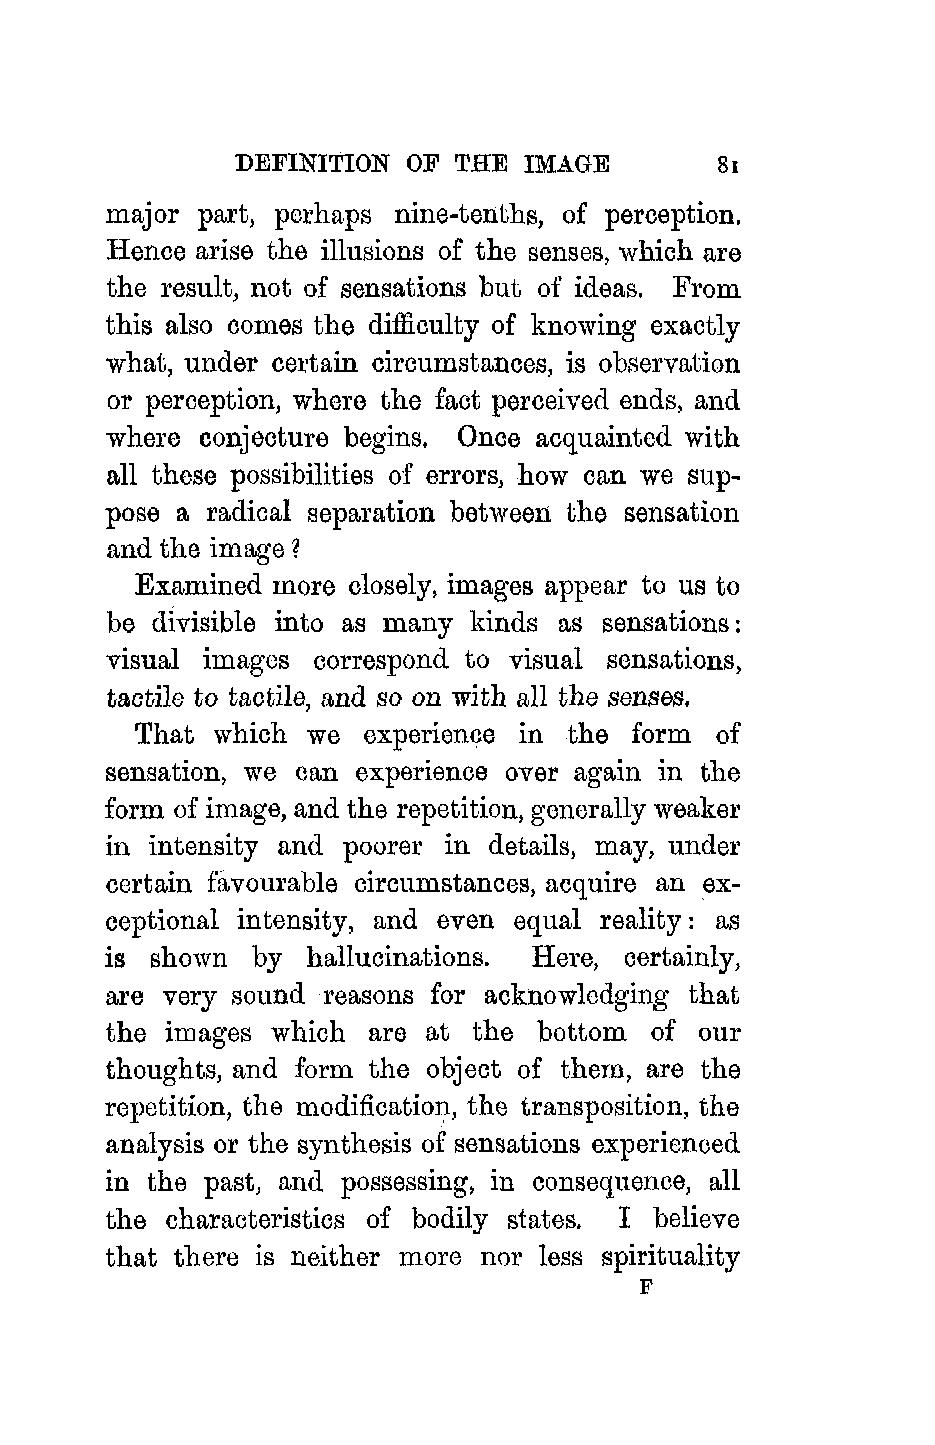 DEFINITION OF THE IMAGE 81
major part, perhaps nine-tenths, of perception.
Hence arise the illusions of the senses, which are
the result, not of sensations but of ideas. From
this also comes the difficulty of knowing exactly
what, under certain circumstances, is observation
or perception, where the fact perceived ends, and
where conjecture begins. Once acquainted with
all these possibilities of errors, how can we sup-
pose a radical separation between the sensation
and the image?
Examined more closely, images appear to us to
be divisible into as many kinds as sensations:
visual images correspond to visual sensations,
tactile to tactile, and so on with all the senses.
That which we experience in the form of
sensation, we can experience over again in the
form of image, and the repetition, generally weaker
in intensity and poorer in details, may, under
certain favourable circumstances, acquire an ex-
ceptional intensity, and even equal reality: as
is shown by hallucinations. Here, certainly,
are very sound reasons for acknowledging that
the images which are at the bottom of our
thoughts, and form the object of them, are the
repetition, the modification, the transposition, the
analysis or the synthesis of sensations experienced
in the past, and possessing, in consequence, all
the characteristics of bodily states. I believe
that there is neither more nor less spirituality
F